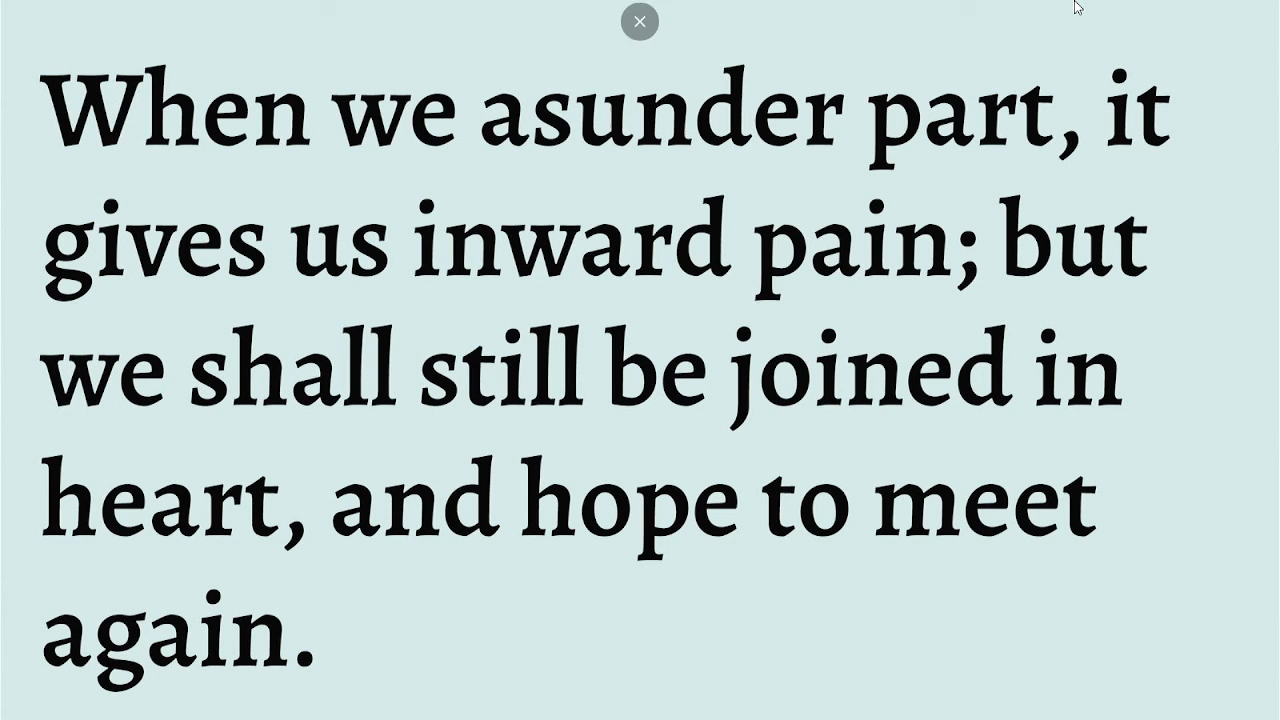 When we asunder part, it
gives us inward pain; but
we shall still be joined in
heart, and hope to meet
again.